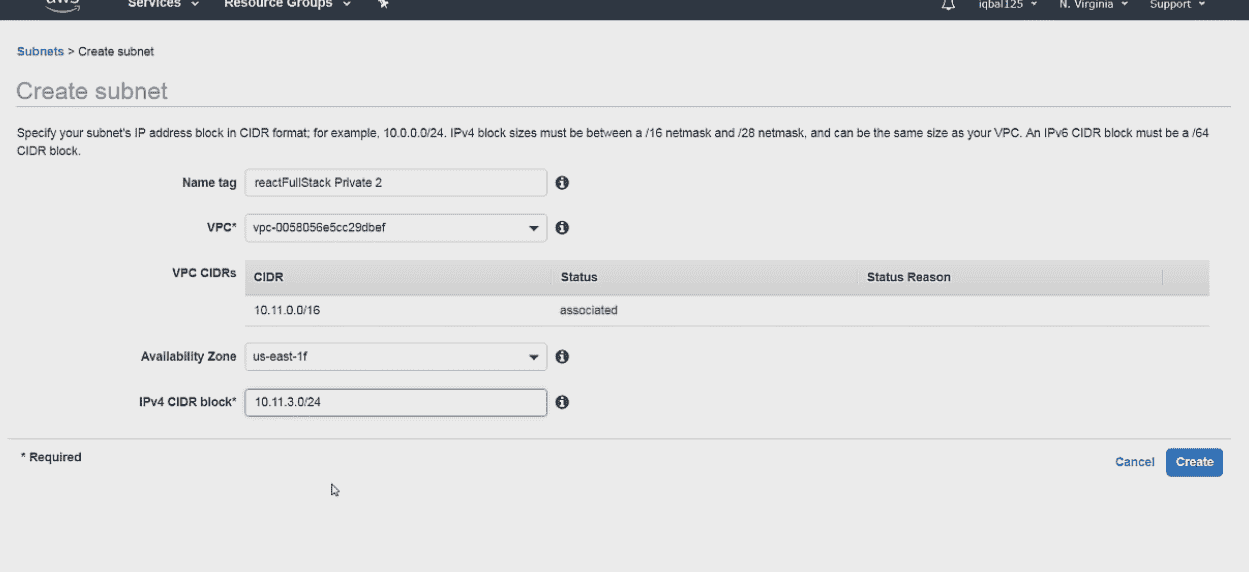 aws Services Resource Groups iqbal125 N. Virginia Support
Subnets > Create subnet
Create subnet
Specify your subnet's IP address block in CIDR format; for example, 10.0.0.0/24. IPv4 block sizes must be between a /16 netmask and /28 netmask, and can be the same size as your VPC. An IPv6 CIDR block must be a /64
CIDR block.
Name tag reactFullStack Private 2
VPC* vpc-0058056e5cc29dbef
VPC CIDRs CIDR Status Status Reason
10.11.0.0/16 associated
Availability Zone us-east-1f
IPv4 CIDR block* 10.11.3.0/24
* Required
Cancel Create